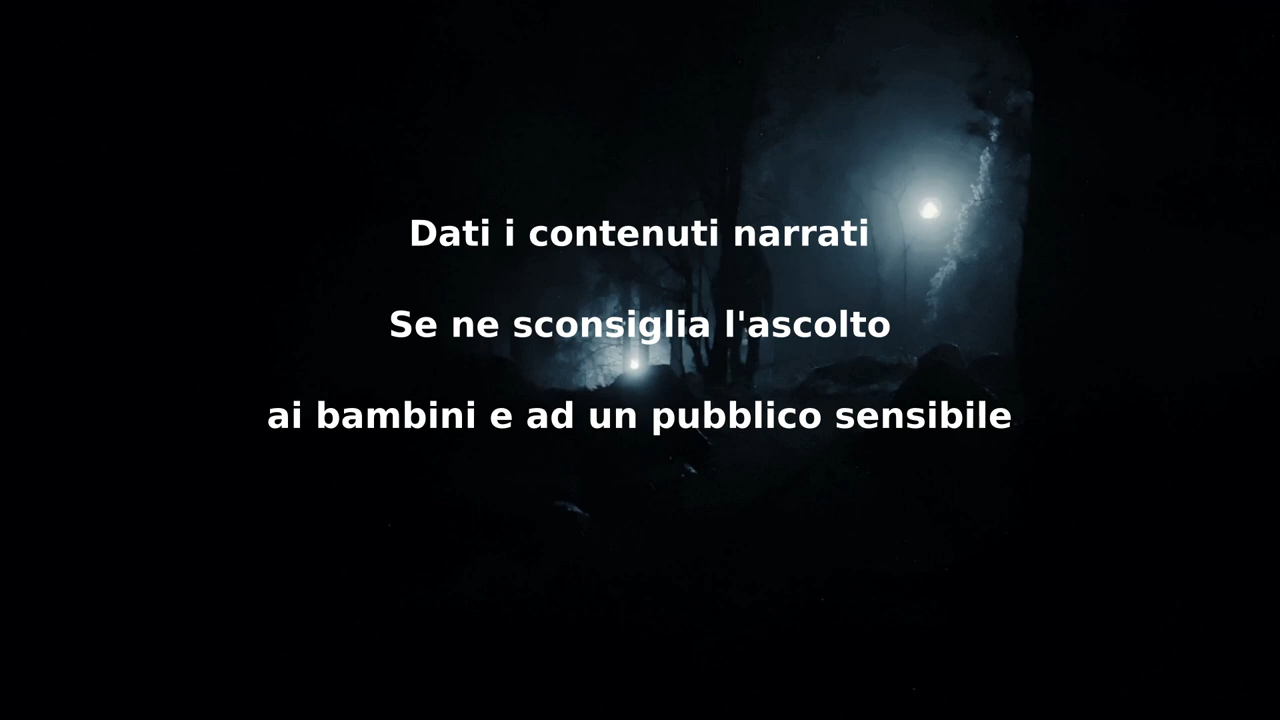 Dati i contenuti narrati
Se ne sconsiglia l'ascolto
ai bambini e ad un pubblico sensibile